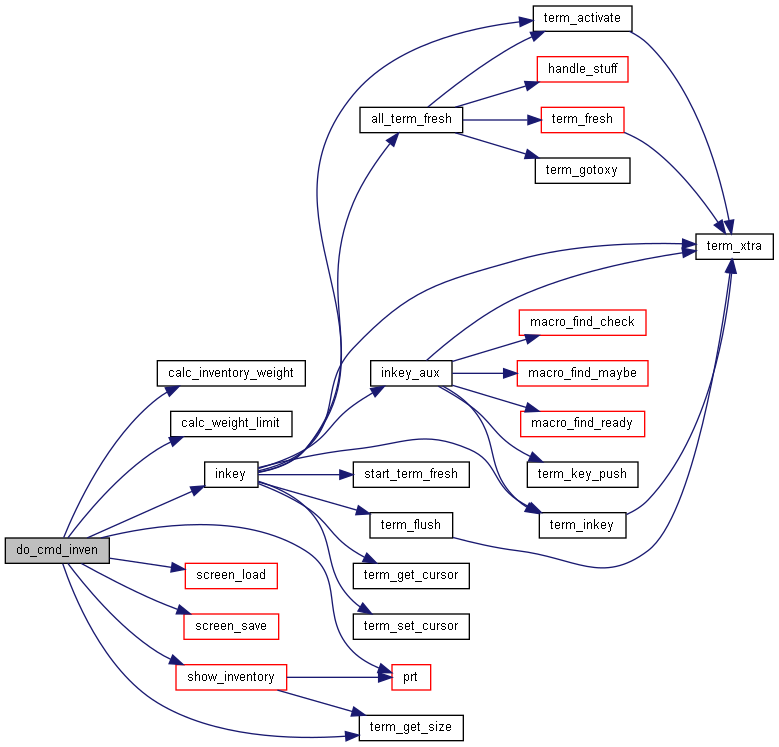 term_activate
handle_stuff
all_term_fresh
term_fresh
term_gotoxy
term_xtra
macro_find_check
calc_inventory_weight
inkey_aux
macro_find_maybe
calc_weight_limit
macro_find_ready
inkey
start_term_fresh
term_key_push
term_flush
term_inkey
do_cmd_inven
screen_load
term_get_cursor
screen_save
term_set_cursor
show_inventory
prt
term_get_size